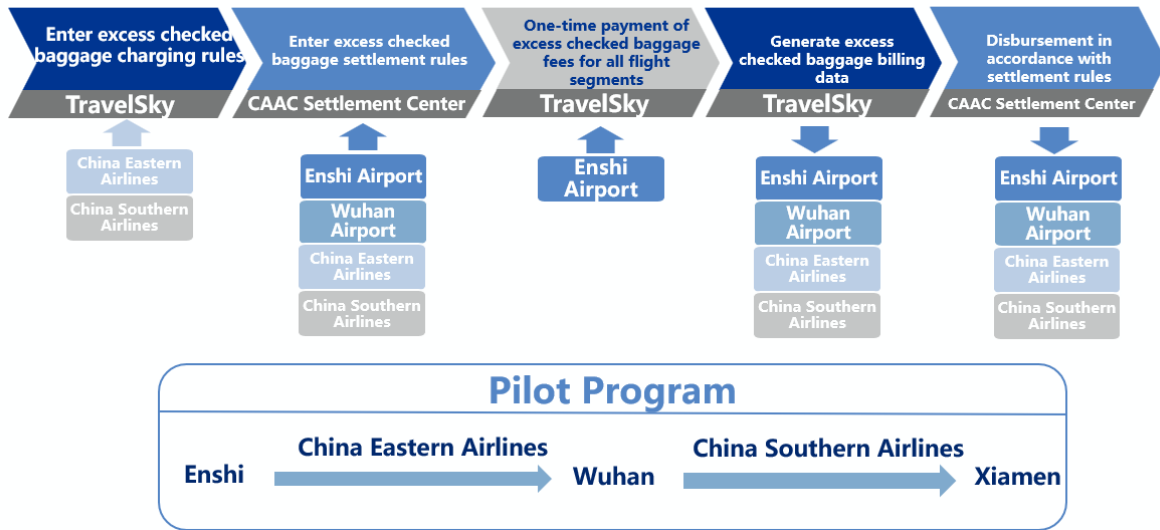 Enter excess checked
baggage charging rules
TravelSky
Enter excess checked
baggage settlement rules
CAAC Settlement Center
One-time payment of
excess checked baggage
fees for all flight
segments
TravelSky
Generate excess
checked baggage billing
data
TravelSky
Disbursement in
accordance with
settlement rules
CAAC Settlement Center
China Eastern
Airlines
China Southern
Airlines
Enshi Airport
Wuhan
Airport
China Eastern
Airlines
China Southern
Airlines
Enshi
Airport
Enshi Airport
Wuhan
Airport
China Eastern
Airlines
China Southern
Airlines
Enshi Airport
Wuhan
Airport
China Eastern
Airlines
China Southern
Airlines
Pilot Program
China Eastern Airlines
China Southern Airlines
Enshi
Wuhan
Xiamen